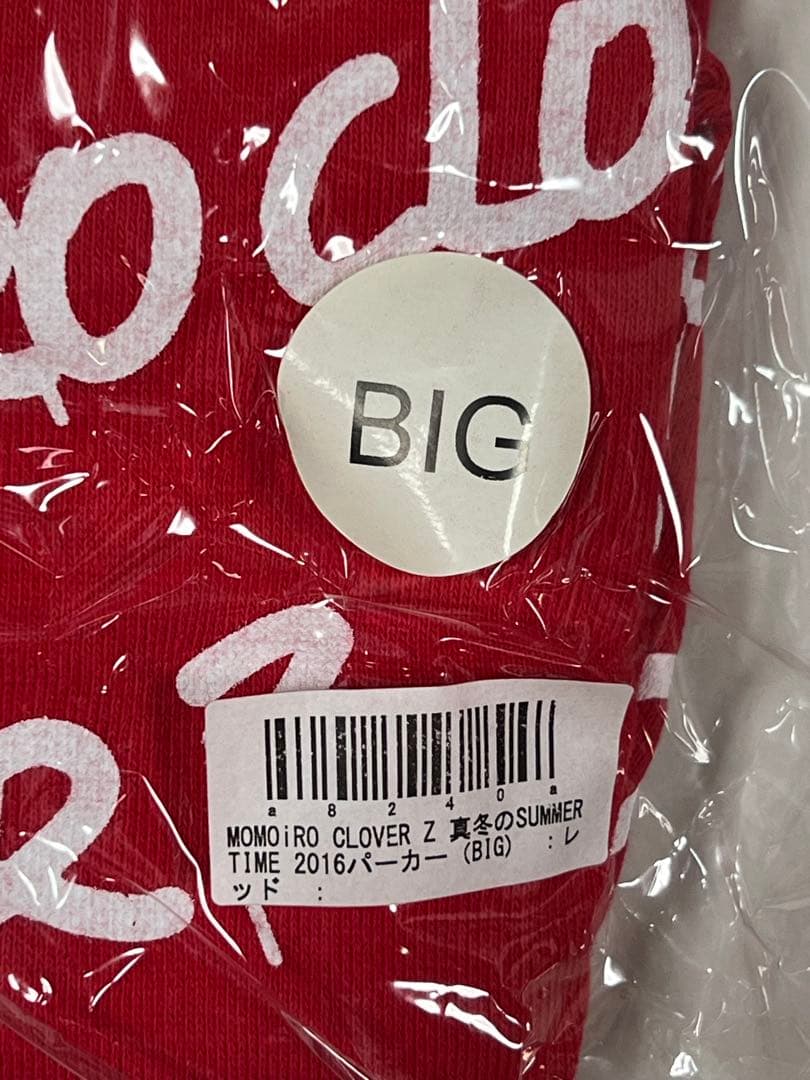 o clo
BIG
a 8 2 4 0 a
MOMOiRO CLOVER Z 真冬のSUMMER
TIME 2016パーカー (BIG) :レ
ッド :